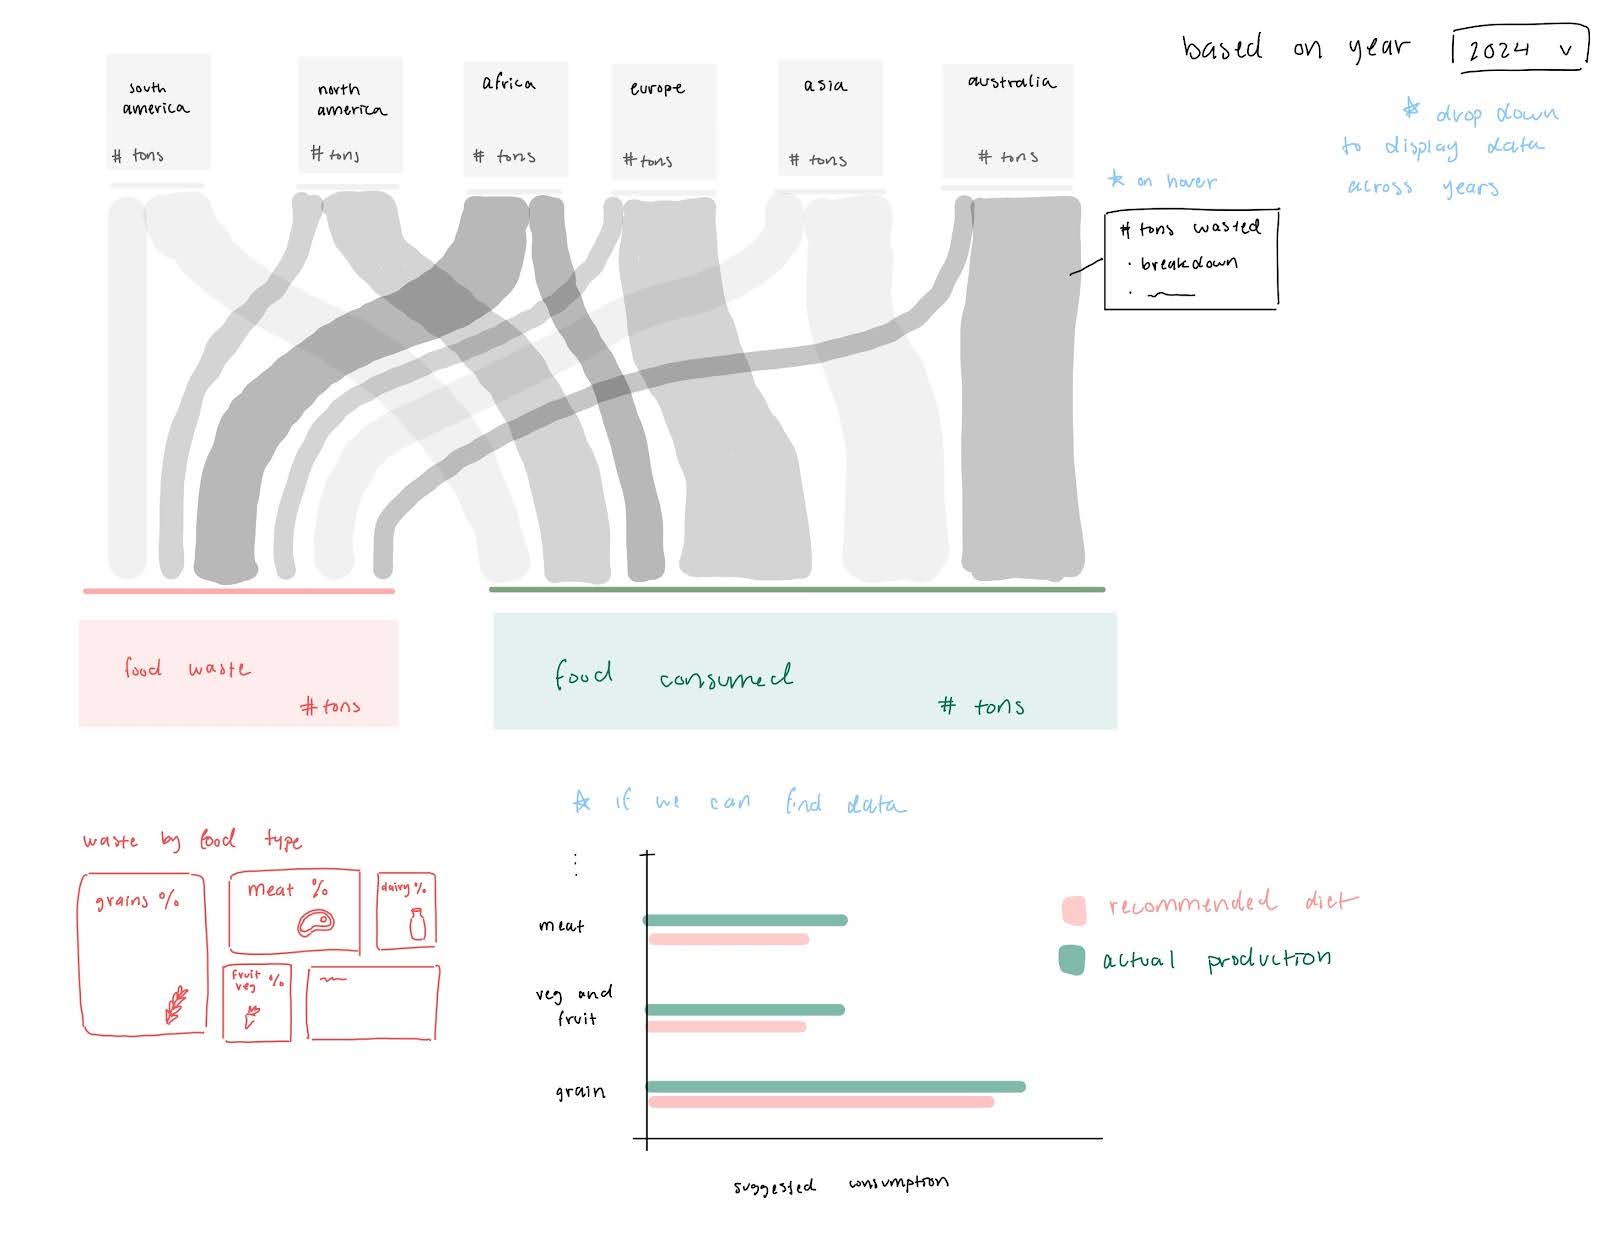 based on year 2024 v
* drop down
to display data
across years
south
america
# tons
north
america
# tons
africa
# tons
europe
# tons
asia
# tons
australia
# tons
* on hover
# tons wasted
· breakdown
food waste
# tons
food consumed
# tons
* if we can find data
waste by food type
grains %
meat %
dairy %
fruit
veg %
meat
veg and
fruit
grain
suggested consumption
recommended diet
actual production